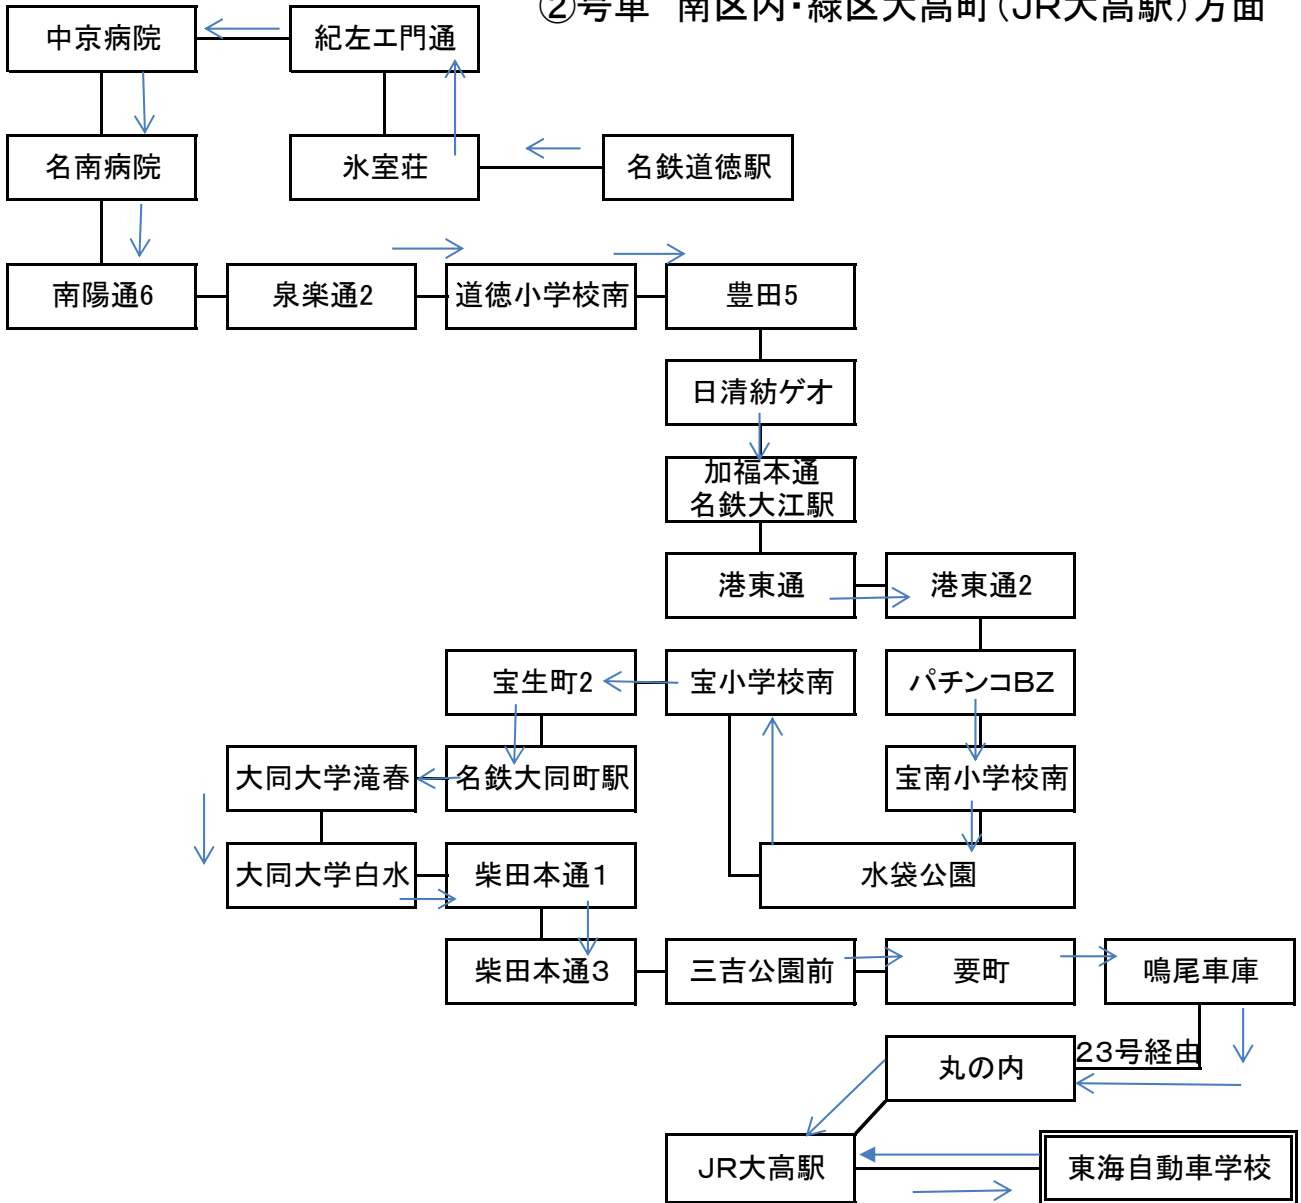 ②号車　南区内・緑区大高町（JR大高駅）方面
中京病院
紀左エ門通
名南病院
氷室荘
名鉄道徳駅
南陽通6
泉楽通2
道徳小学校南
豊田5
日清紡ゲオ
加福本通
名鉄大江駅
港東通
港東通2
宝生町2
宝小学校南
パチンコBZ
大同大学滝春
名鉄大同町駅
宝南小学校南
大同大学白水
柴田本通1
水袋公園
柴田本通3
三吉公園前
要町
鳴尾車庫
丸の内
23号経由
JR大高駅
東海自動車学校